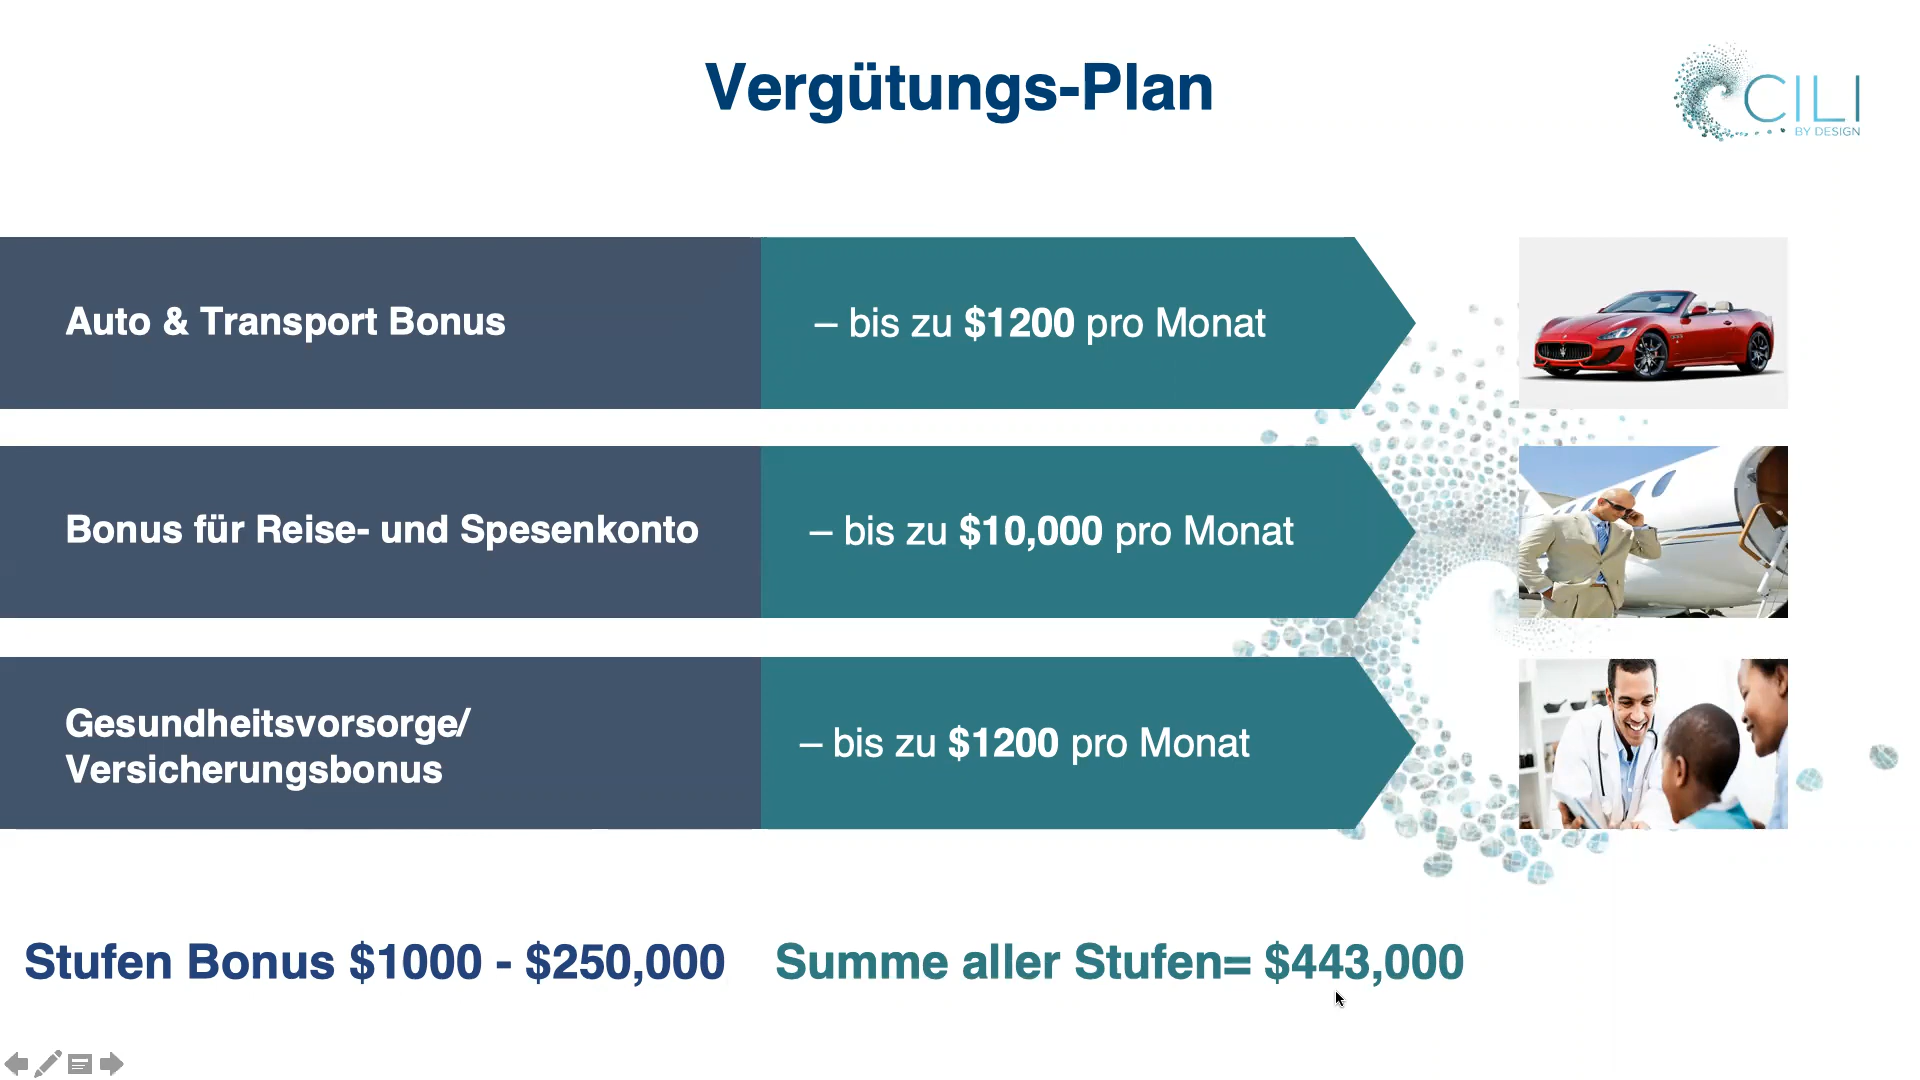 Vergütungs-Plan
CILI
BY DESIGN
Auto & Transport Bonus
– bis zu $1200 pro Monat
Bonus für Reise- und Spesenkonto
– bis zu $10,000 pro Monat
Gesundheitsvorsorge/
Versicherungsbonus
– bis zu $1200 pro Monat
Stufen Bonus $1000 - $250,000
Summe aller Stufen= $443,000